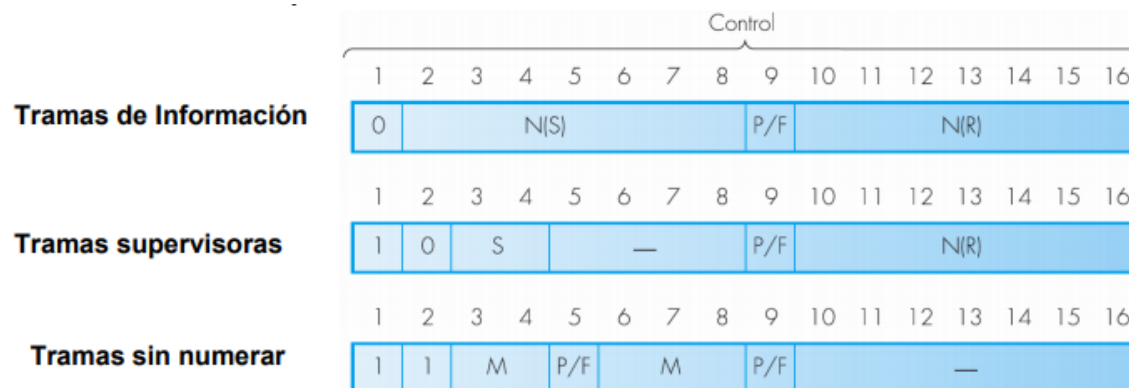 Control
1 2 3 4 5 6 7 8 9 10 11 12 13 14 15 16
Tramas de Información
0 N(S) P/F N(R)
1 2 3 4 5 6 7 8 9 10 11 12 13 14 15 16
Tramas supervisoras
1 0 S — P/F N(R)
1 2 3 4 5 6 7 8 9 10 11 12 13 14 15 16
Tramas sin numerar
1 1 M P/F M P/F —